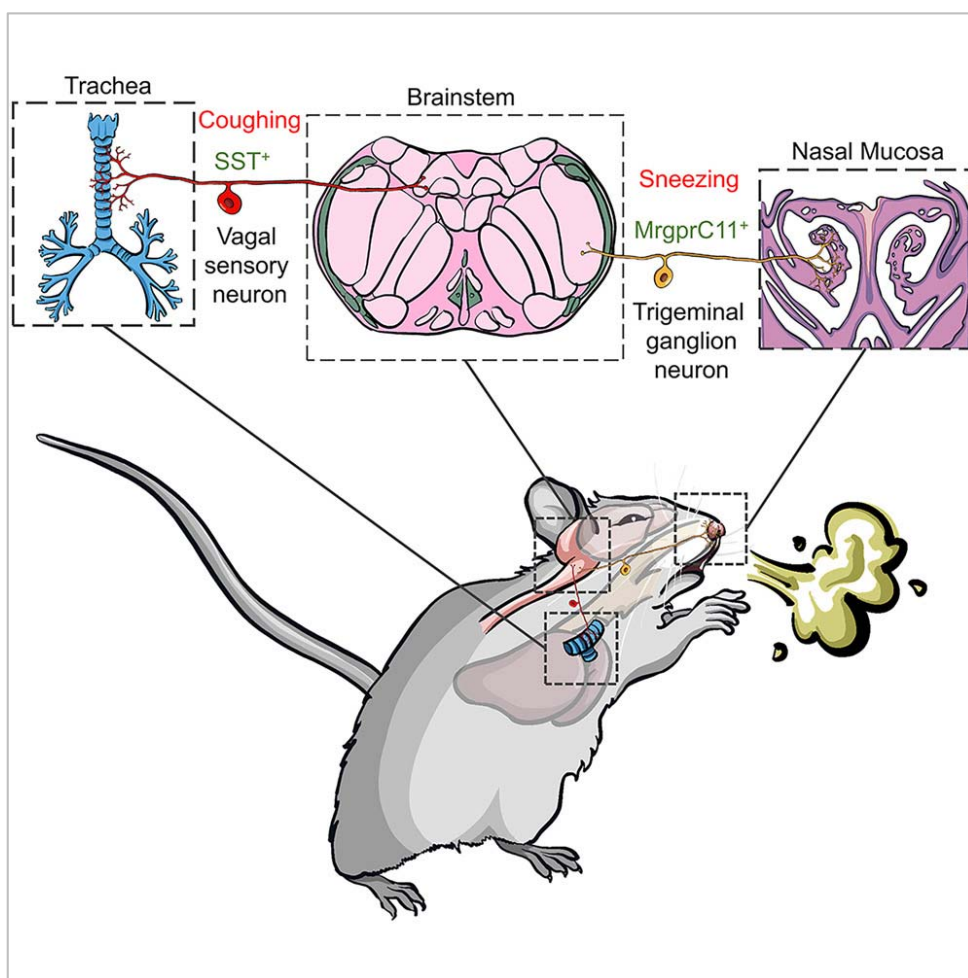 Trachea
Coughing
SST⁺
Vagal
sensory
neuron
Brainstem
Sneezing
MrgprC11⁺
Trigeminal
ganglion
neuron
Nasal Mucosa